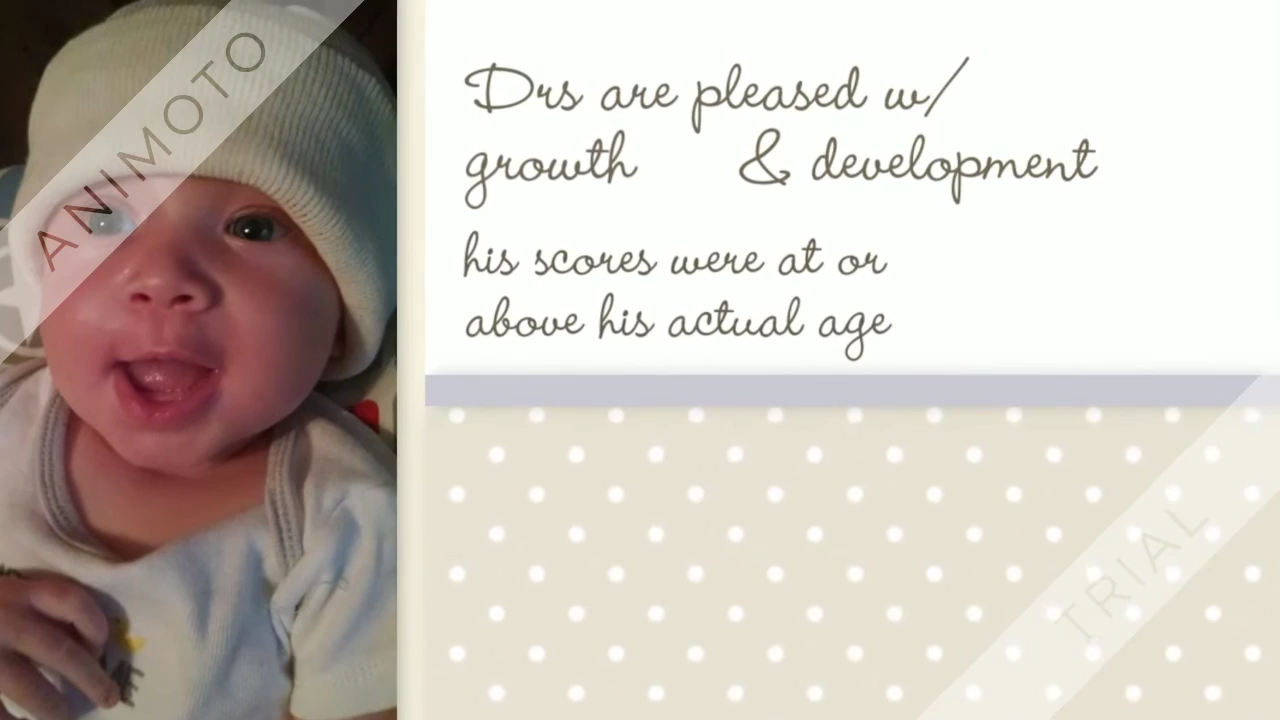 ANIMOTO
Drs are pleased w/
growth & development
his scores were at or
above his actual age
TRIAL